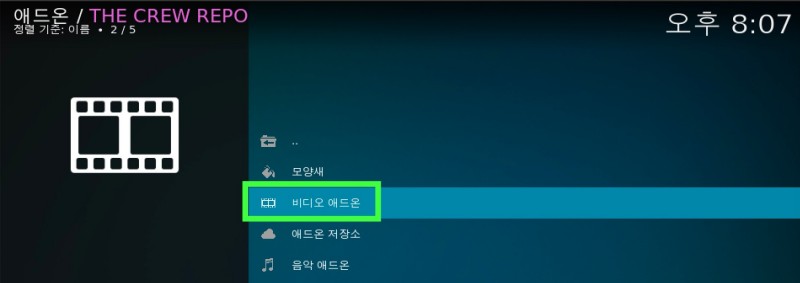 애드온 / THE CREW REPO
정렬 기준: 이름 • 2 / 5
오후 8:07
..
모양새
비디오 애드온
애드온 저장소
음악 애드온